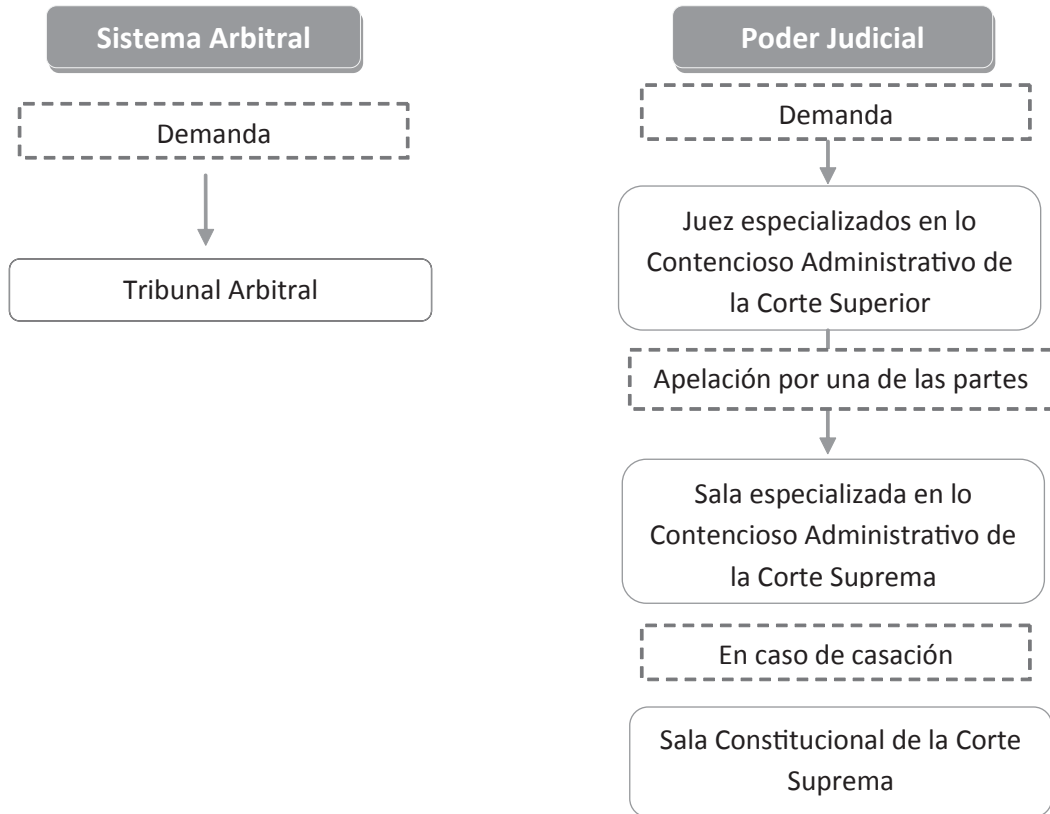 Sistema Arbitral
Demanda
Tribunal Arbitral
Poder Judicial
Demanda
Juez especializados en lo
Contencioso Administrativo de
la Corte Superior
Apelación por una de las partes
Sala especializada en lo
Contencioso Administrativo de
la Corte Suprema
En caso de casación
Sala Constitucional de la Corte
Suprema